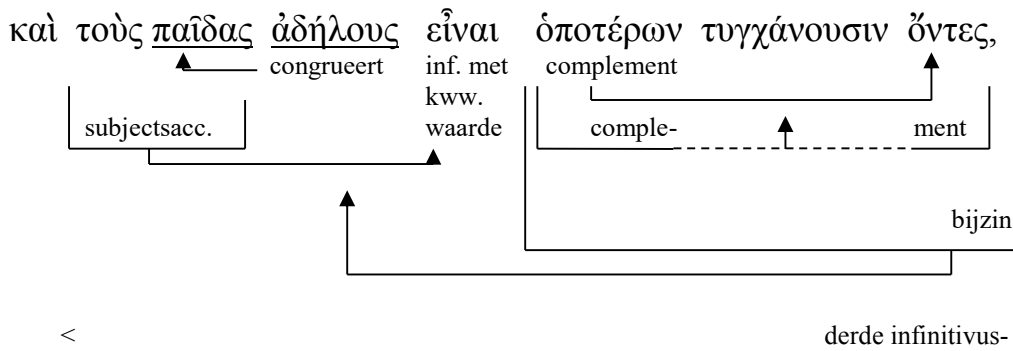 καὶ τοὺς παῖδας ἀδήλους εἶναι ὁποτέρων τυγχάνουσιν ὄντες,
congrueert inf. met complement
kww.
subjectsacc. waarde comple- ment
bijzin
< derde infinitivus-